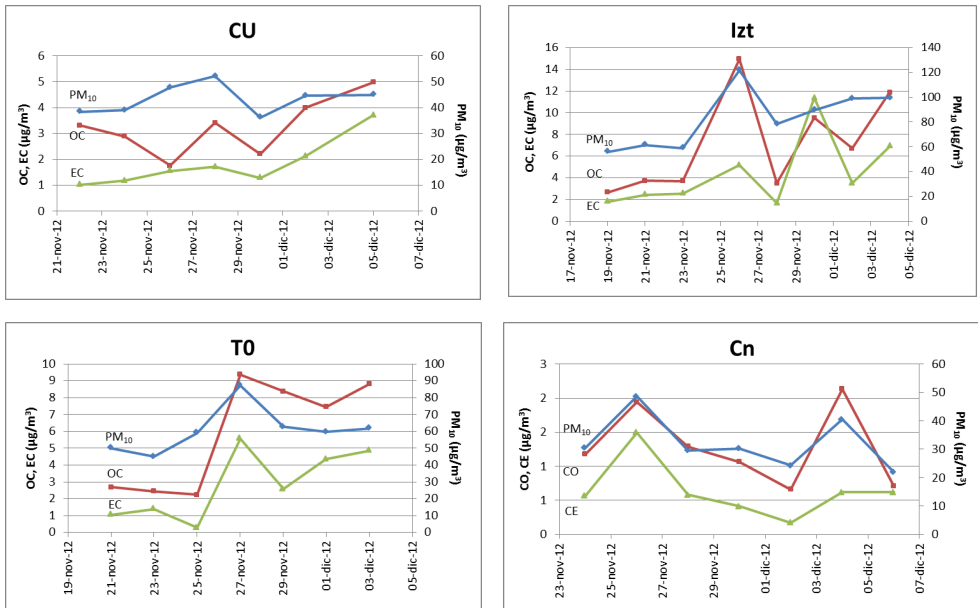 CU
OC, EC (µg/m³)
6
5
4
3
2
1
0
PM₁₀
OC
EC
60
50
40
30
20
10
0
PM₁₀ (µg/m³)
21-nov-12
23-nov-12
25-nov-12
27-nov-12
29-nov-12
01-dic-12
03-dic-12
05-dic-12
07-dic-12
Izt
OC, EC (µg/m³)
16
14
12
10
8
6
4
2
0
PM₁₀
OC
EC
140
120
100
80
60
40
20
0
PM₁₀ (µg/m³)
17-nov-12
19-nov-12
21-nov-12
23-nov-12
25-nov-12
27-nov-12
29-nov-12
01-dic-12
03-dic-12
05-dic-12
T0
OC, EC (µg/m³)
10
9
8
7
6
5
4
3
2
1
0
PM₁₀
OC
EC
100
90
80
70
60
50
40
30
20
10
0
PM₁₀ (µg/m³)
19-nov-12
21-nov-12
23-nov-12
25-nov-12
27-nov-12
29-nov-12
01-dic-12
03-dic-12
05-dic-12
Cn
CO, CE (µg/m³)
3
2
2
1
1
0
PM₁₀
CO
CE
60
50
40
30
20
10
0
PM₁₀ (µg/m³)
23-nov-12
25-nov-12
27-nov-12
29-nov-12
01-dic-12
03-dic-12
05-dic-12
07-dic-12